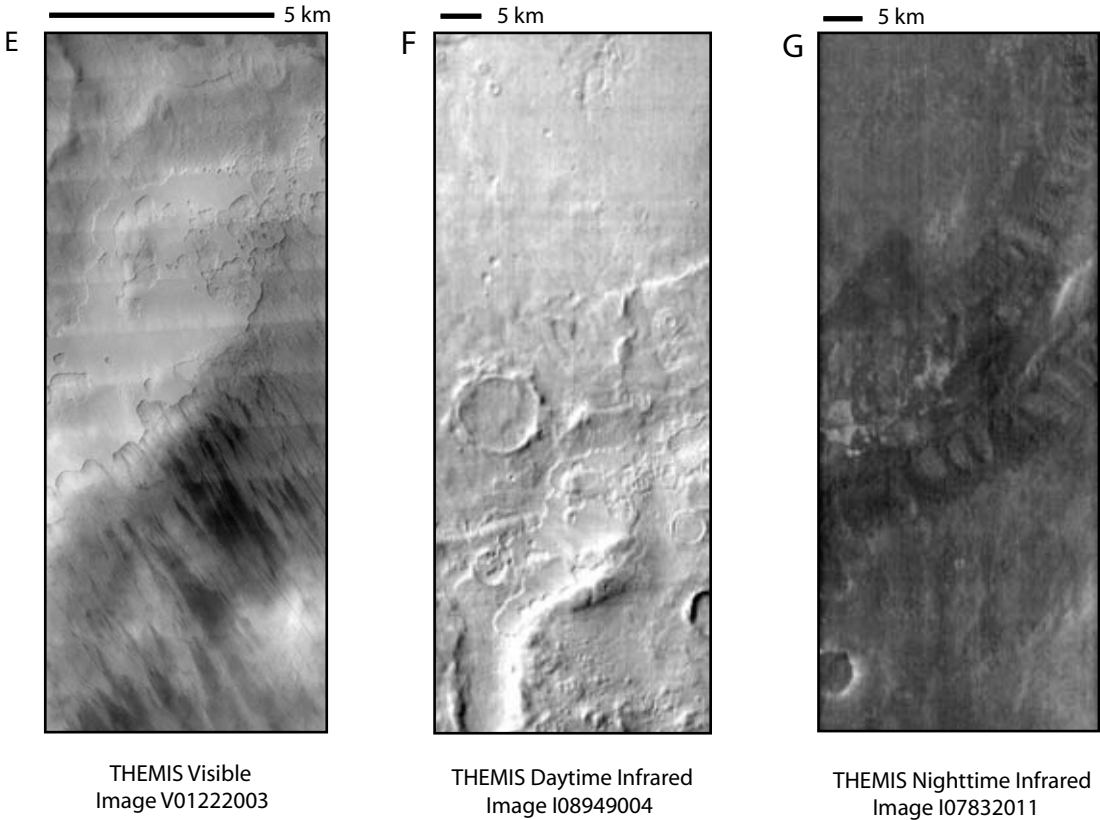 5 km
5 km
5 km
E
F
G
THEMIS Visible
Image V01222003
THEMIS Daytime Infrared
Image I08949004
THEMIS Nighttime Infrared
Image I07832011